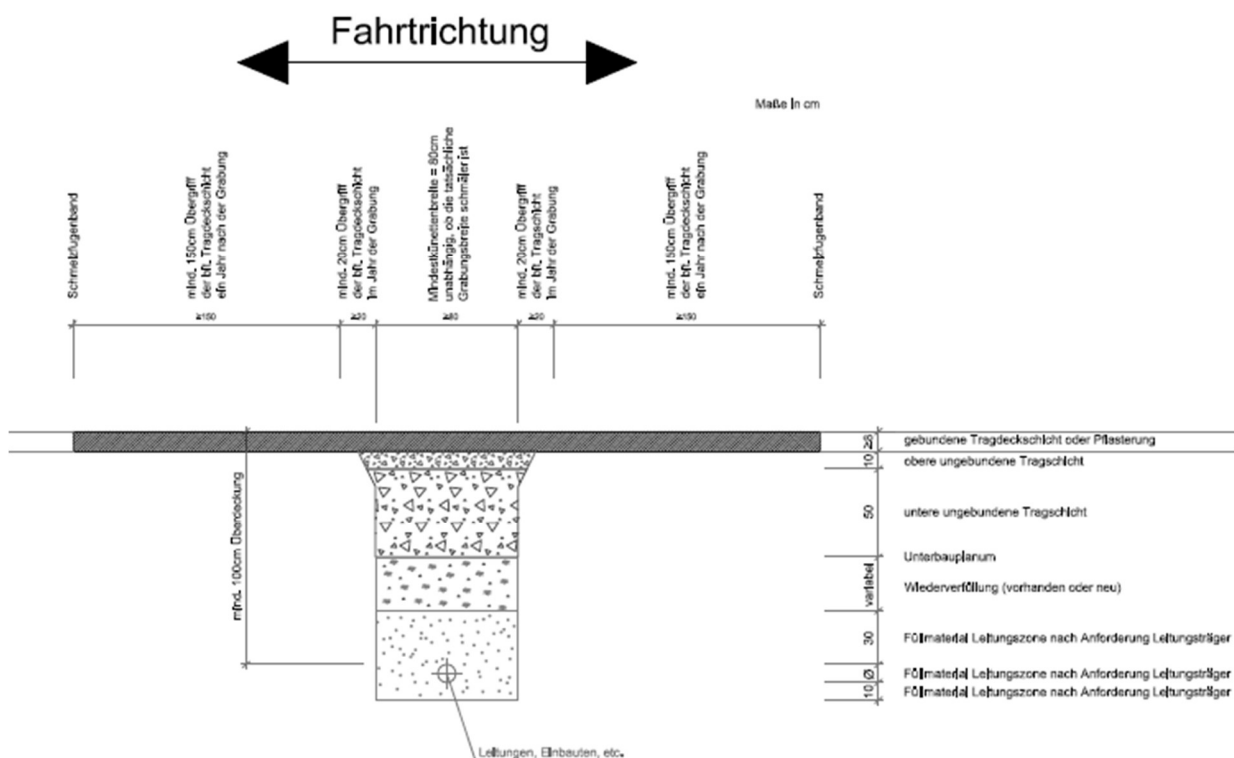 Fahrtrichtung
Maße in cm
Schmelzfugenband
mind. 150cm Übergriff
der bit. Tragdeckschicht
ein Jahr nach der Grabung
mind. 20cm Übergriff
der bit. Tragdeckschicht
im Jahr der Grabung
Mindestkünettenbreite = 80cm
unabhängig, ob die tatsächliche
Grabungsbreite schmäler ist
mind. 20cm Übergriff
der bit. Tragschicht
im Jahr der Grabung
mind. 150cm Übergriff
der bit. Tragdeckschicht
ein Jahr nach der Grabung
Schmelzfugenband
≥150
≥20
≥80
≥20
≥150
≥8 gebundene Tragdeckschicht oder Pflasterung
10 obere ungebundene Tragschicht
50 untere ungebundene Tragschicht
Unterbauplanum
variabel Wiederverfüllung (vorhanden oder neu)
30 Füllmaterial Leitungszone nach Anforderung Leitungsträger
Ø Füllmaterial Leitungszone nach Anforderung Leitungsträger
10 Füllmaterial Leitungszone nach Anforderung Leitungsträger
mind. 100cm Überdeckung
Leitungen, Einbauten, etc.